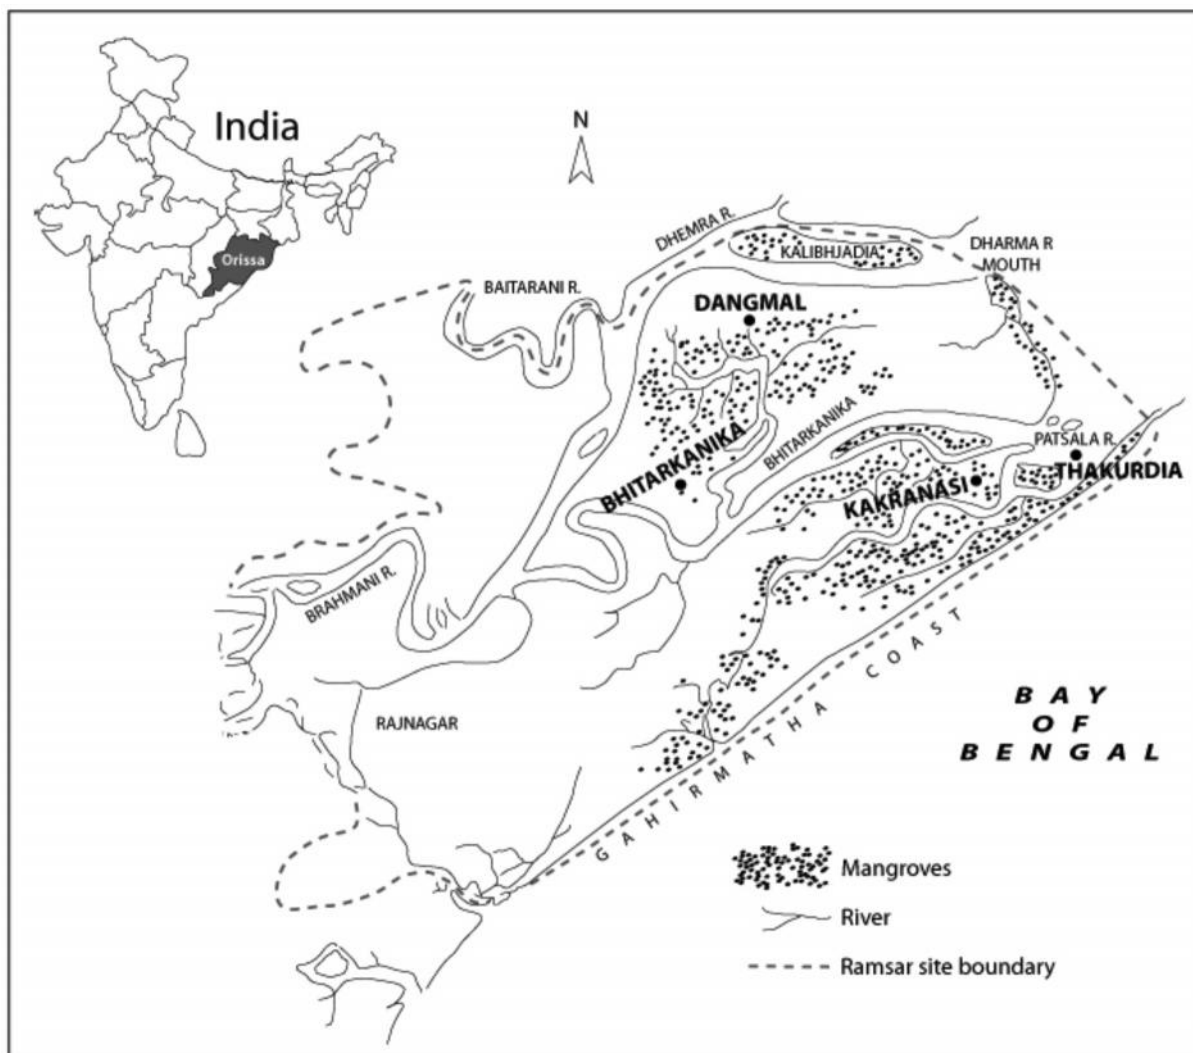 India
Orissa
N
DHEMRA R.
KALIBHJADIA
DHARMA R
MOUTH
BAITARANI R.
DANGMAL
BHITARKANIKA
BHITARKANIKA
PATSALA R.
THAKURDIA
KAKRANASI
BRAHMANI R.
RAJNAGAR
GAHIRMATHA COAST
BAY
OF
BENGAL
Mangroves
River
Ramsar site boundary